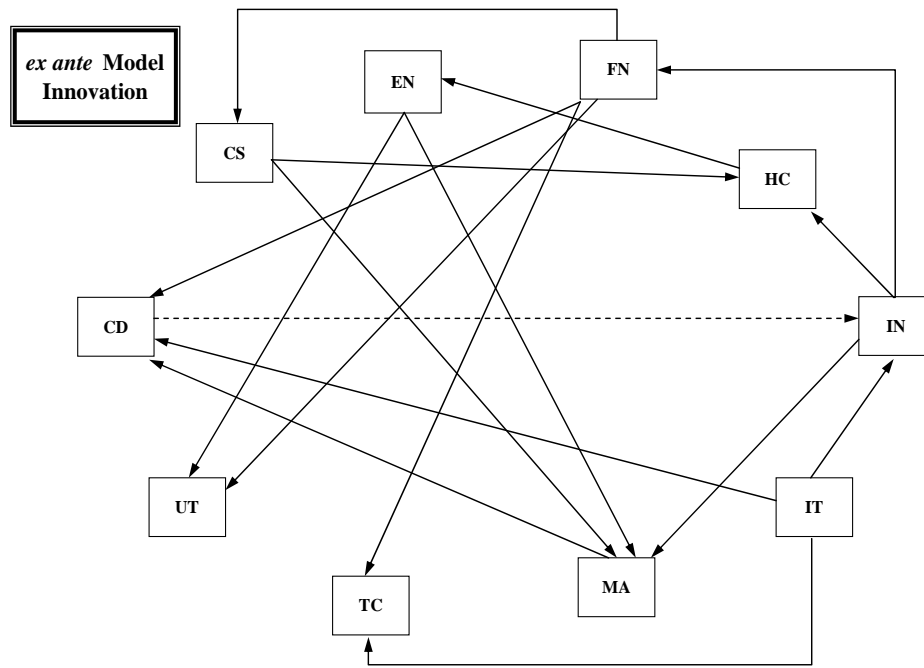 ex ante Model
Innovation
FN
EN
CS
HC
CD
IN
UT
IT
MA
TC